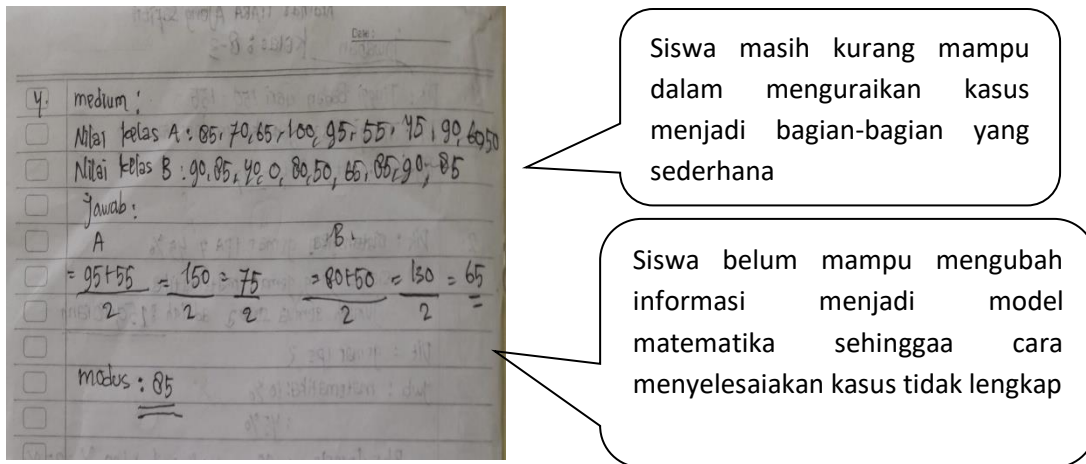 Date:
4. medium :
Nilai kelas A : 85, 70, 65, 100, 95, 55, 75, 90, 60, 50
Nilai kelas B : 90, 85, 40, 0, 80, 50, 65, 85, 90, 85
Jawab :
A B.
= 95+55 = 150 = 75 = 80+50 = 130 = 65
2 2 2 2 2
modus : 85
Siswa masih kurang mampu
dalam menguraikan kasus
menjadi bagian-bagian yang
sederhana
Siswa belum mampu mengubah
informasi menjadi model
matematika sehinggaa cara
menyelesaiakan kasus tidak lengkap